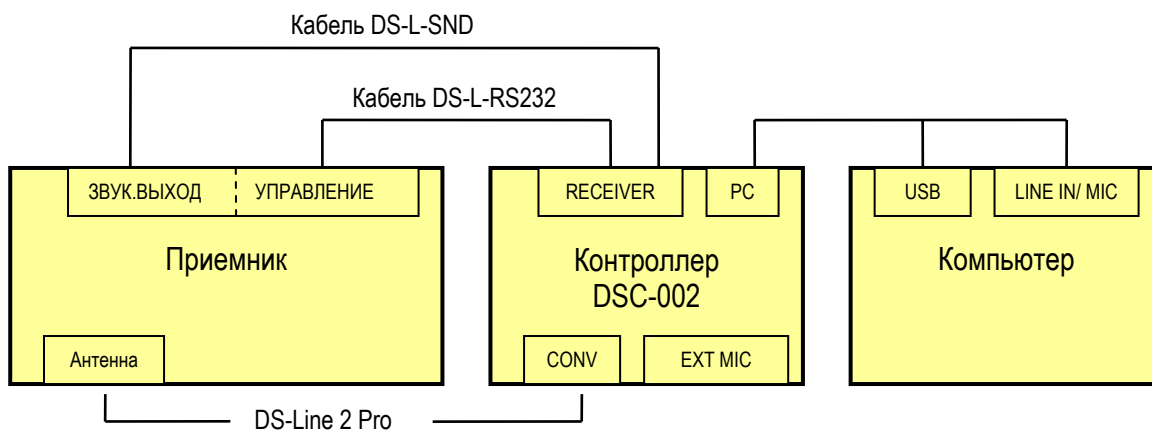 Кабель DS-L-SND
Кабель DS-L-RS232
ЗВУК.ВЫХОД УПРАВЛЕНИЕ RECEIVER PC USB LINE IN/ MIC
Приемник Контроллер Компьютер
DSC-002
Антенна CONV EXT MIC
DS-Line 2 Pro